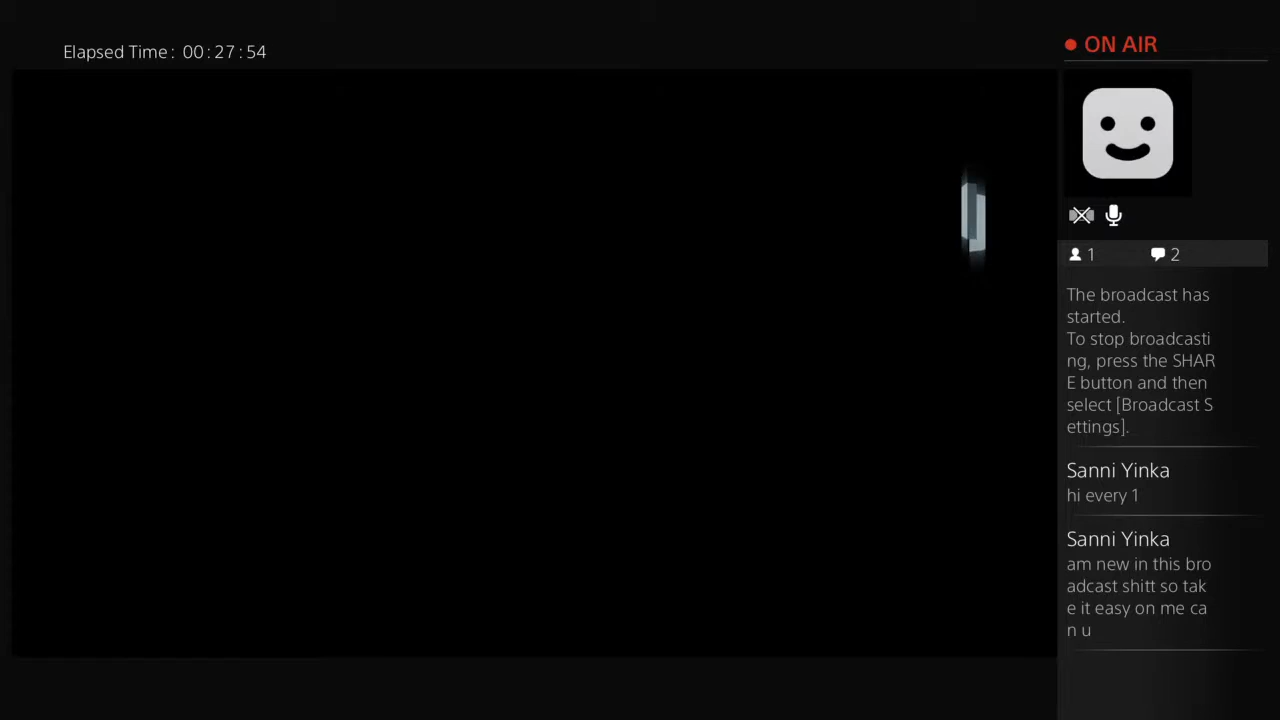 Elapsed Time: 00:27:54
ON AIR
1
2
The broadcast has
started.
To stop broadcasti
ng, press the SHAR
E button and then
select [Broadcast S
ettings].
Sanni Yinka
hi every 1
Sanni Yinka
am new in this bro
adcast shitt so tak
e it easy on me ca
n u